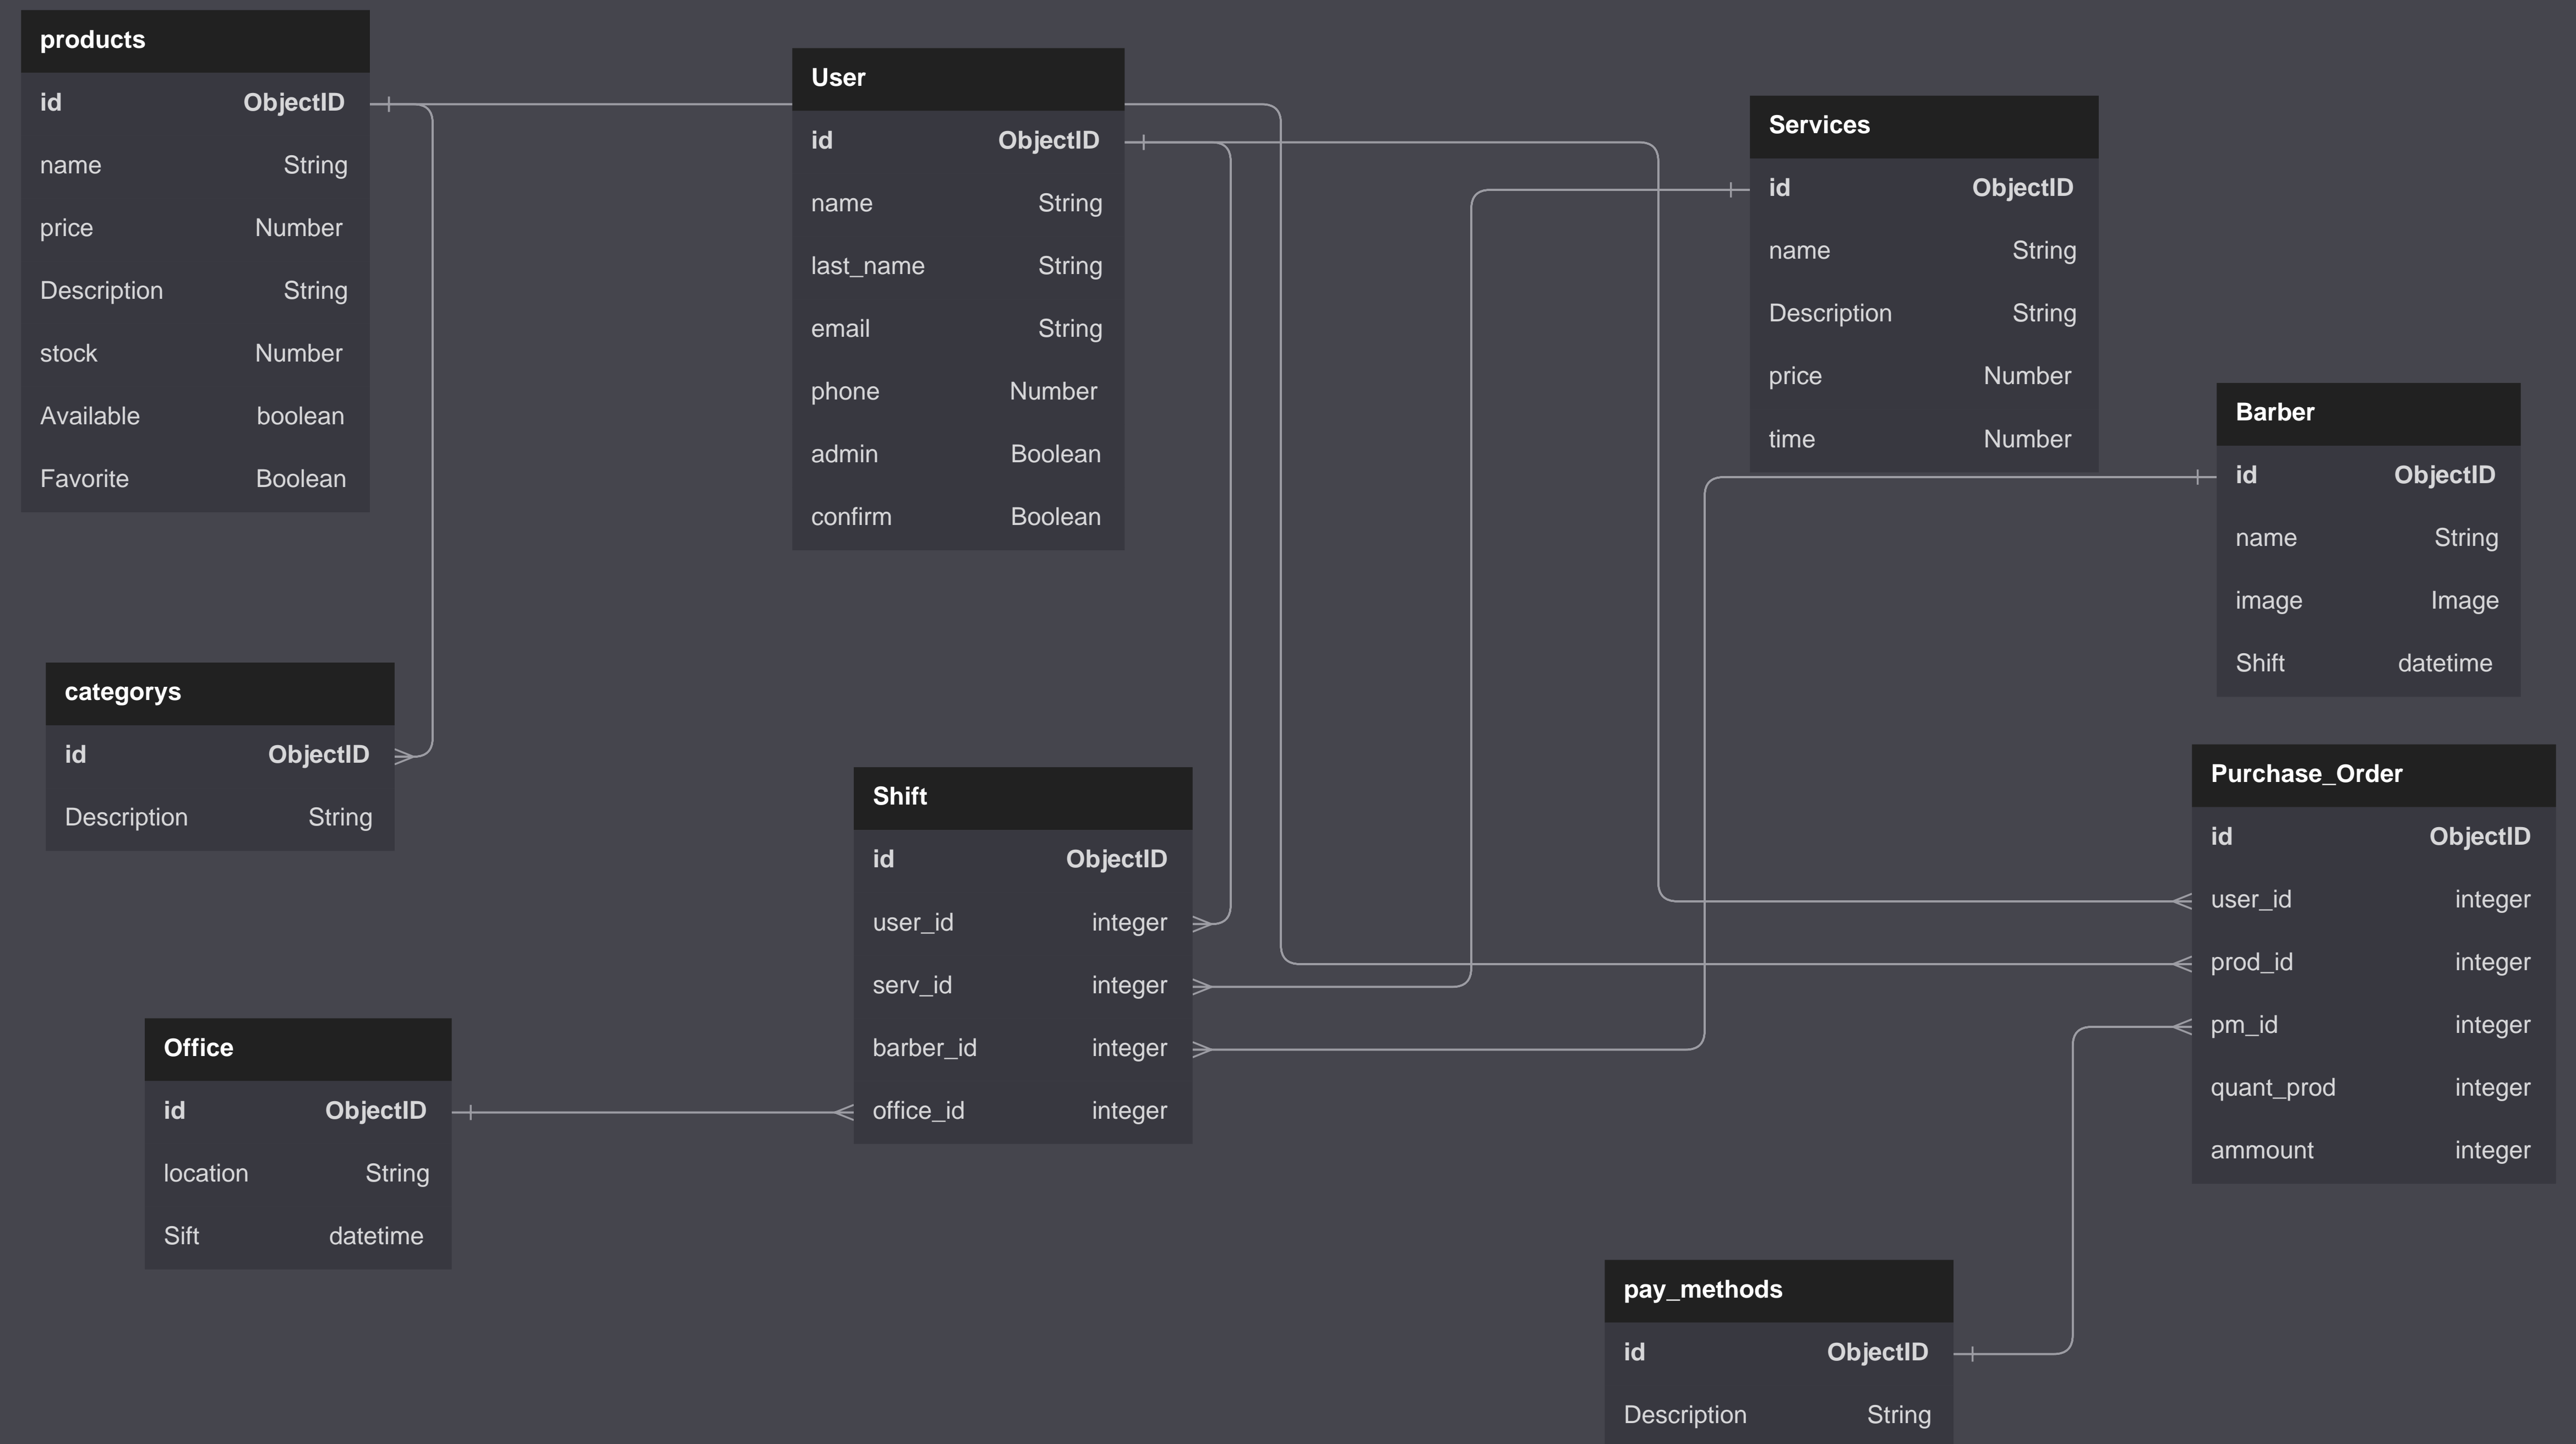 products
id ObjectID
name String
price Number
Description String
stock Number
Available boolean
Favorite Boolean
User
id ObjectID
name String
last_name String
email String
phone Number
admin Boolean
confirm Boolean
Services
id ObjectID
name String
Description String
price Number
time Number
Barber
id ObjectID
name String
image Image
Shift datetime
categorys
id ObjectID
Description String
Shift
id ObjectID
user_id integer
serv_id integer
barber_id integer
office_id integer
Purchase_Order
id ObjectID
user_id integer
prod_id integer
pm_id integer
quant_prod integer
ammount integer
Office
id ObjectID
location String
Sift datetime
pay_methods
id ObjectID
Description String